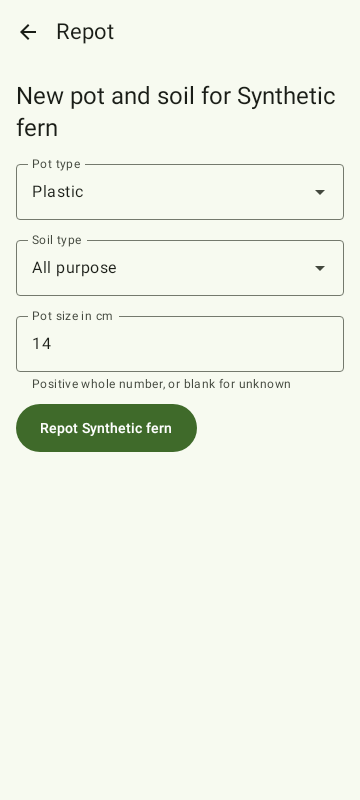 Repot
New pot and soil for Synthetic
fern
Pot type
Plastic
Soil type
All purpose
Pot size in cm
14
Positive whole number, or blank for unknown
Repot Synthetic fern